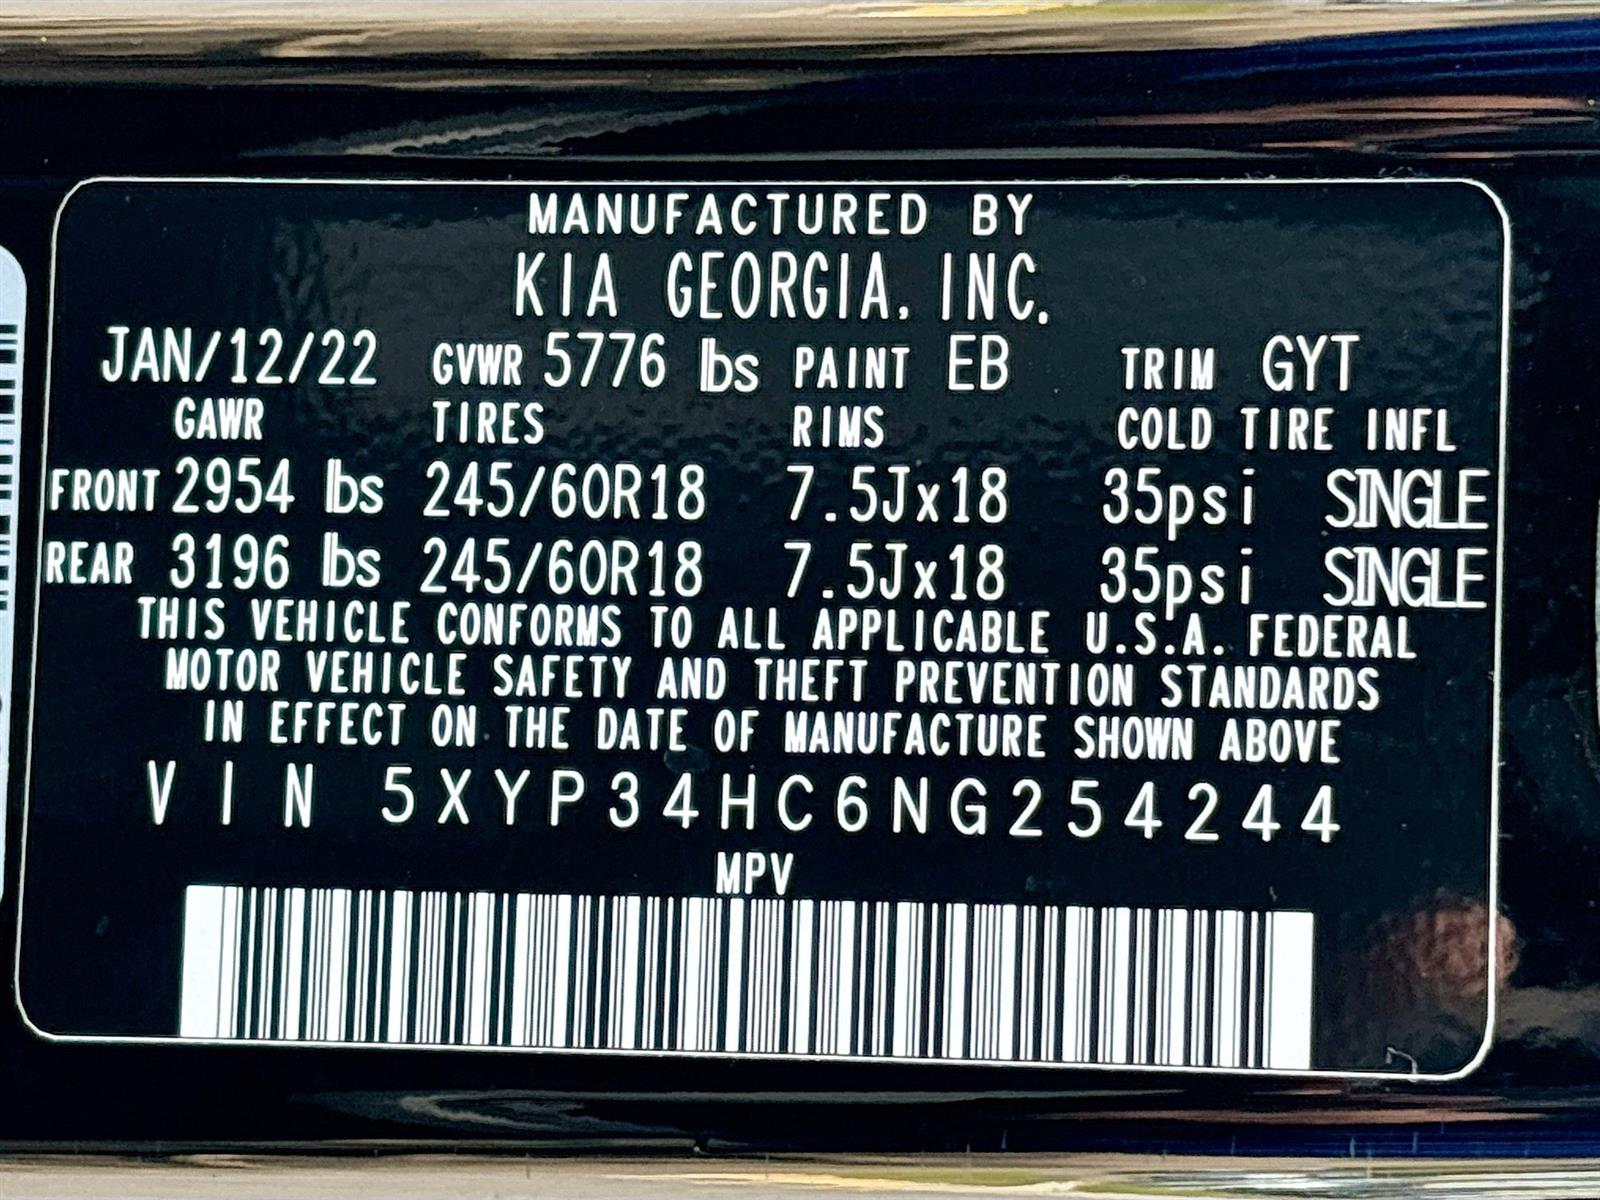 MANUFACTURED BY
KIA GEORGIA, INC.
JAN/12/22 GVWR 5776 lbs PAINT EB TRIM GYT
GAWR TIRES RIMS COLD TIRE INFL
FRONT 2954 lbs 245/60R18 7.5Jx18 35psi SINGLE
REAR 3196 lbs 245/60R18 7.5Jx18 35psi SINGLE
THIS VEHICLE CONFORMS TO ALL APPLICABLE U.S.A. FEDERAL
MOTOR VEHICLE SAFETY AND THEFT PREVENTION STANDARDS
IN EFFECT ON THE DATE OF MANUFACTURE SHOWN ABOVE
VIN 5XYP34HC6NG254244
MPV